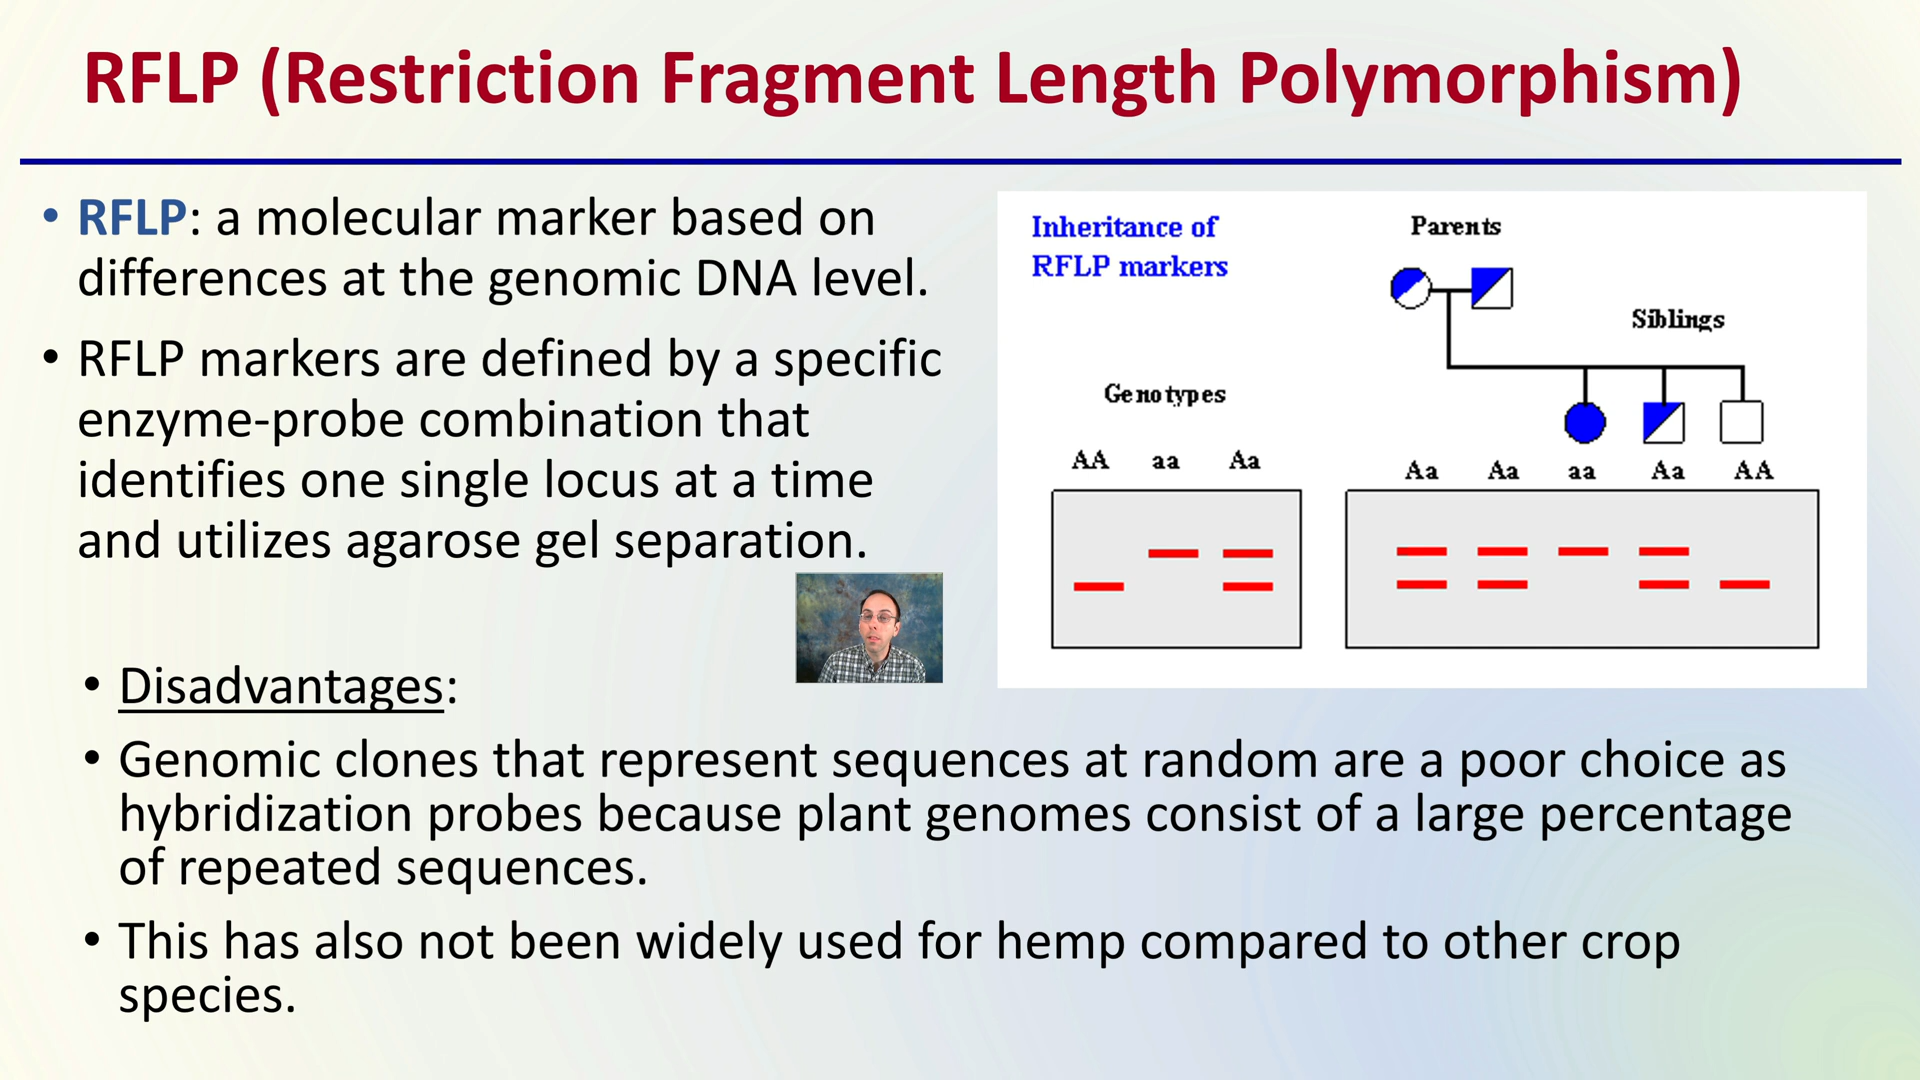 RFLP (Restriction Fragment Length Polymorphism)
• RFLP: a molecular marker based on
differences at the genomic DNA level.
• RFLP markers are defined by a specific
enzyme-probe combination that
identifies one single locus at a time
and utilizes agarose gel separation.
Inheritance of
RFLP markers
Parents
Siblings
Genotypes
AA aa Aa
Aa Aa aa Aa AA
• Disadvantages:
• Genomic clones that represent sequences at random are a poor choice as
hybridization probes because plant genomes consist of a large percentage
of repeated sequences.
• This has also not been widely used for hemp compared to other crop
species.